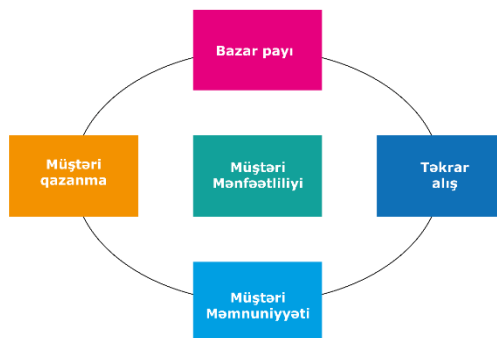 Bazar payı
Müştəri
qazanma
Müştəri
Mənfəətliliyi
Təkrar
alış
Müştəri
Məmnuniyyəti